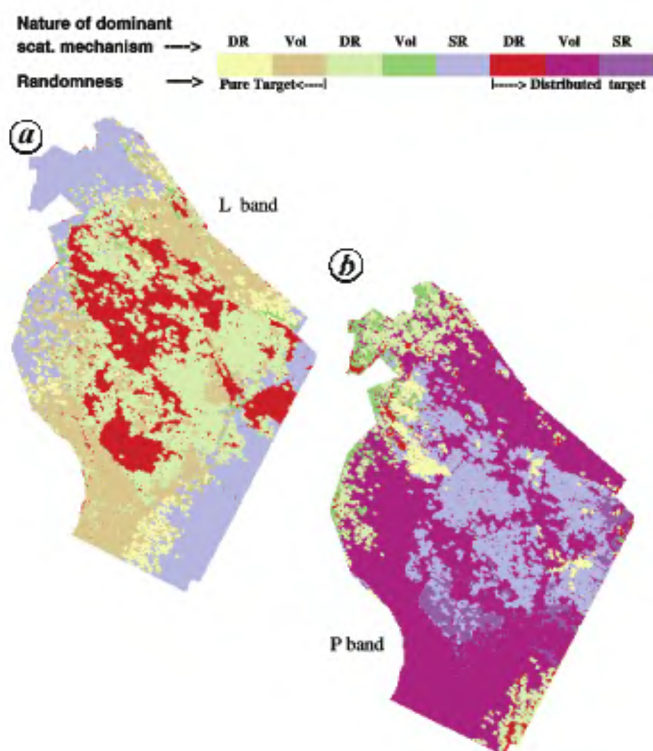 Nature of dominant
scat. mechanism ----> DR Vol DR Vol SR DR Vol SR
Randomness ----> Pure Target<----| |----> Distributed target
a
L band
b
P band